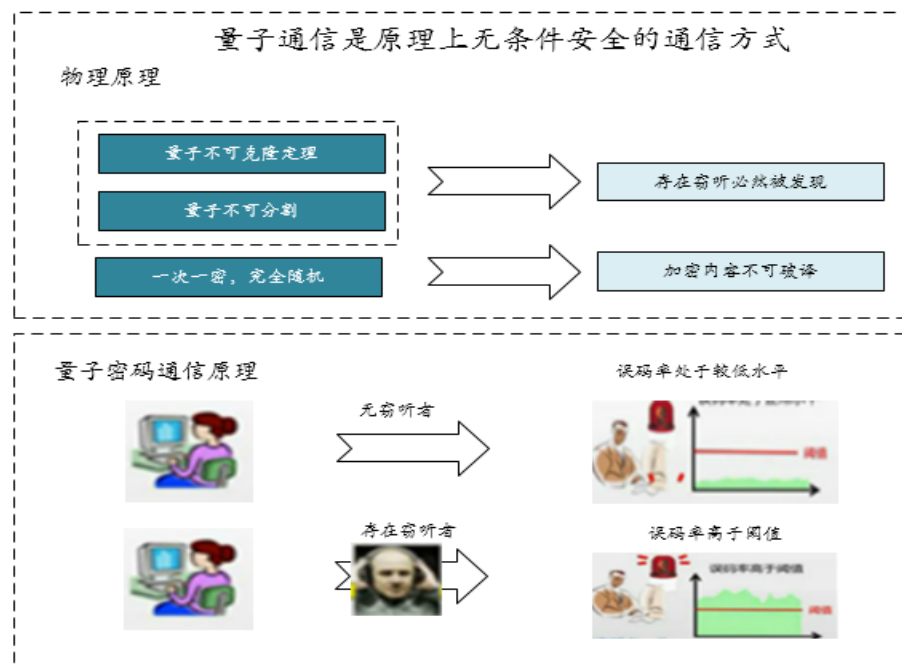 量子通信是原理上无条件安全的通信方式
物理原理
量子不可克隆定理
存在窃听必然被发现
量子不可分割
一次一密，完全随机
加密内容不可破译
量子密码通信原理
误码率处于较低水平
无窃听者
阈值
存在窃听者
误码率高于阈值
误码率高于阈值
阈值